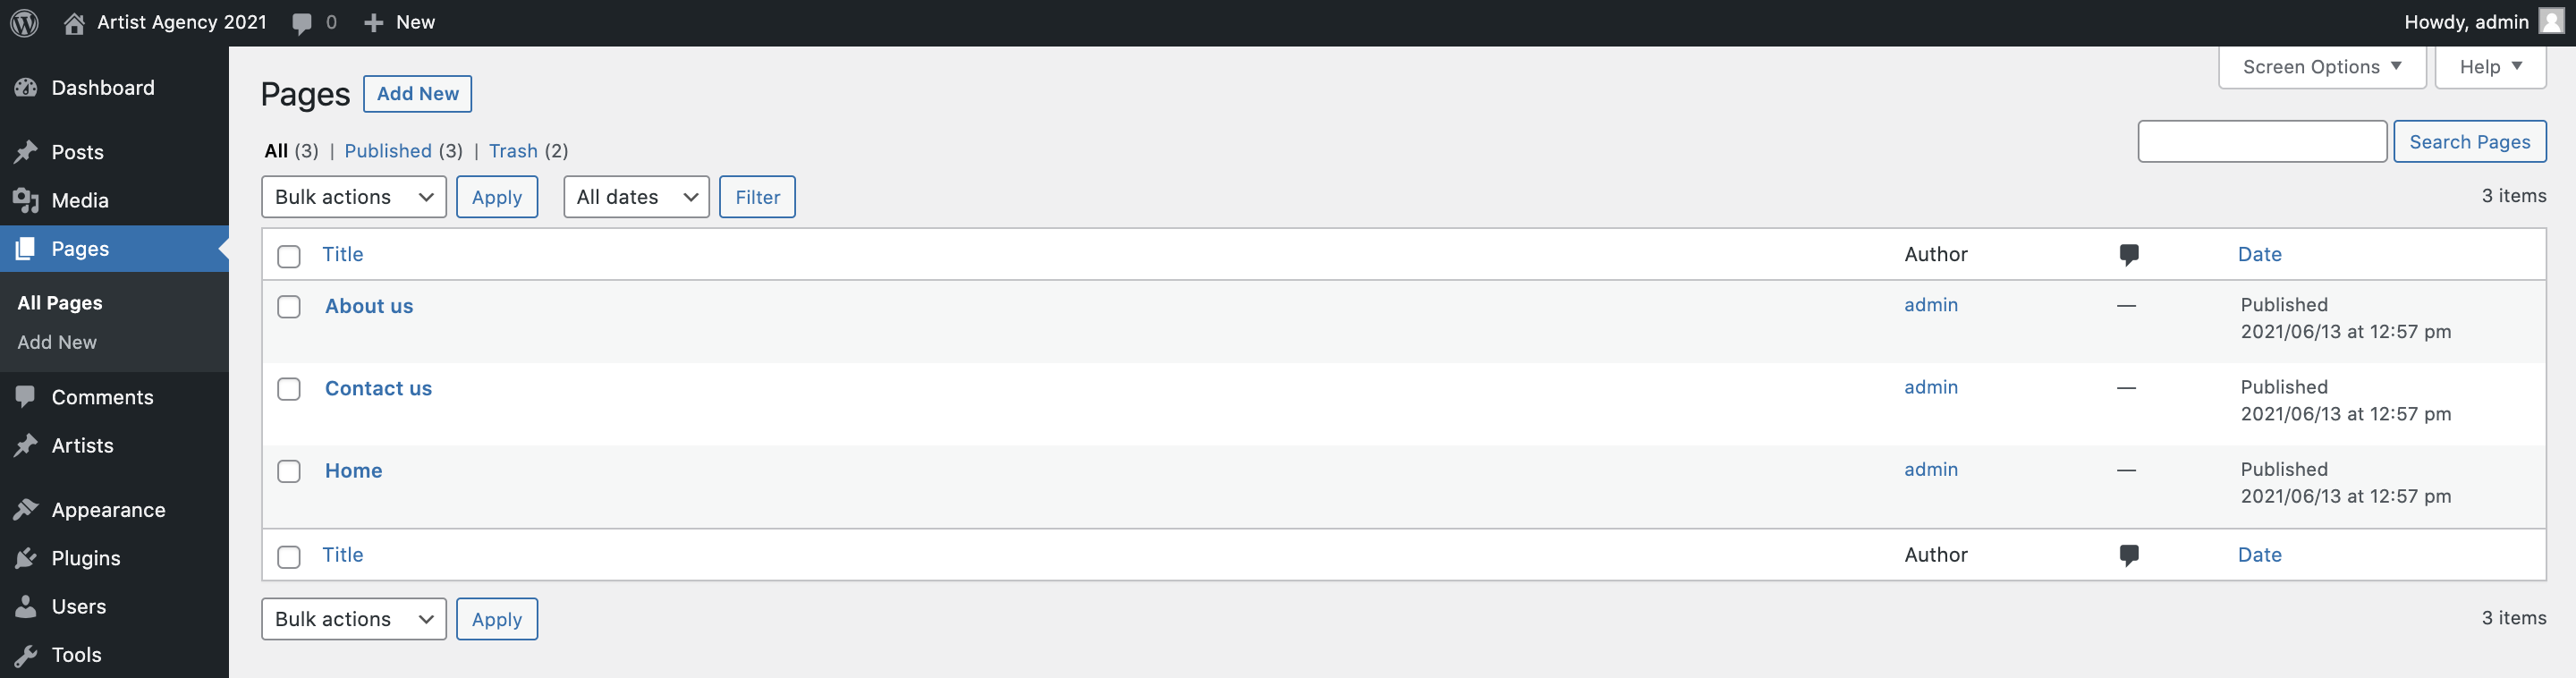 Artist Agency 2021 0 New Howdy, admin
Dashboard
Posts
Media
Pages
All Pages
Add New
Comments
Artists
Appearance
Plugins
Users
Tools
Screen Options Help
Pages Add New
All (3) | Published (3) | Trash (2)
Search Pages
Bulk actions Apply All dates Filter 3 items
Title Author Date
About us admin — Published
2021/06/13 at 12:57 pm
Contact us admin — Published
2021/06/13 at 12:57 pm
Home admin — Published
2021/06/13 at 12:57 pm
Title Author Date
Bulk actions Apply 3 items